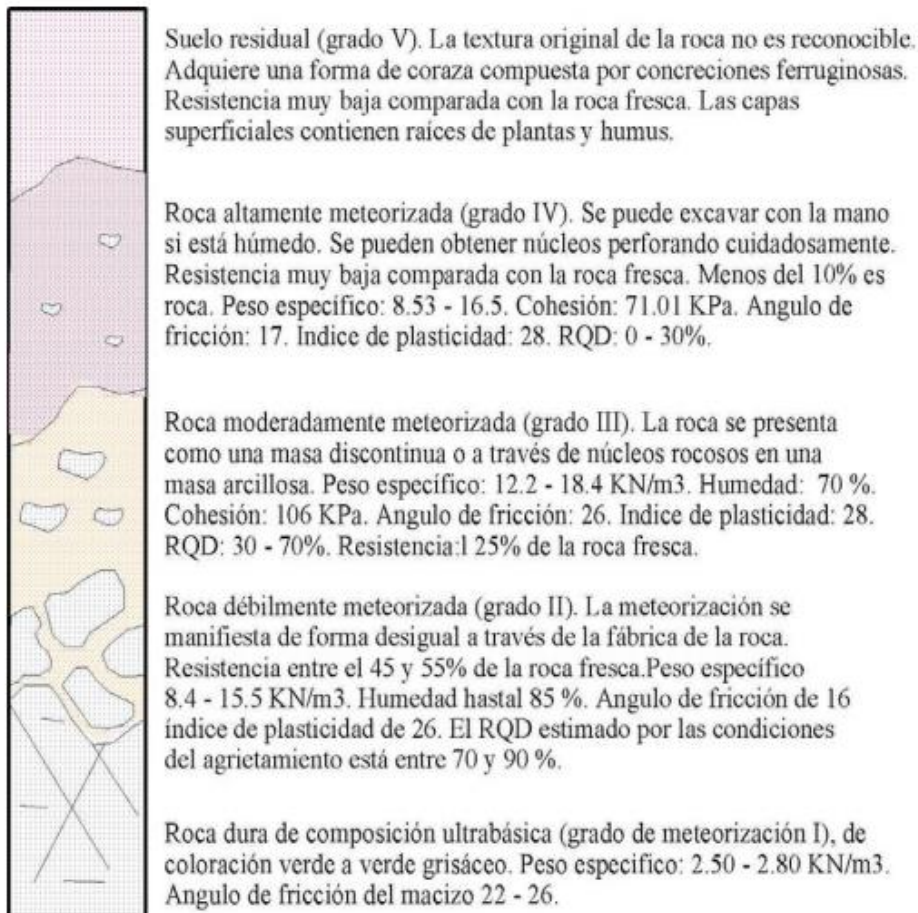 Suelo residual (grado V). La textura original de la roca no es reconocible.
Adquiere una forma de coraza compuesta por concreciones ferruginosas.
Resistencia muy baja comparada con la roca fresca. Las capas
superficiales contienen raíces de plantas y humus.
Roca altamente meteorizada (grado IV). Se puede excavar con la mano
si está húmedo. Se pueden obtener núcleos perforando cuidadosamente.
Resistencia muy baja comparada con la roca fresca. Menos del 10% es
roca. Peso específico: 8.53 - 16.5. Cohesión: 71.01 KPa. Angulo de
fricción: 17. Indice de plasticidad: 28. RQD: 0 - 30%.
Roca moderadamente meteorizada (grado III). La roca se presenta
como una masa discontinua o a través de núcleos rocosos en una
masa arcillosa. Peso específico: 12.2 - 18.4 KN/m3. Humedad: 70 %.
Cohesión: 106 KPa. Angulo de fricción: 26. Indice de plasticidad: 28.
RQD: 30 - 70%. Resistencia:l 25% de la roca fresca.
Roca débilmente meteorizada (grado II). La meteorización se
manifiesta de forma desigual a través de la fábrica de la roca.
Resistencia entre el 45 y 55% de la roca fresca.Peso específico
8.4 - 15.5 KN/m3. Humedad hastal 85 %. Angulo de fricción de 16
índice de plasticidad de 26. El RQD estimado por las condiciones
del agrietamiento está entre 70 y 90 %.
Roca dura de composición ultrabásica (grado de meteorización I), de
coloración verde a verde grisáceo. Peso especifico: 2.50 - 2.80 KN/m3.
Angulo de fricción del macizo 22 - 26.